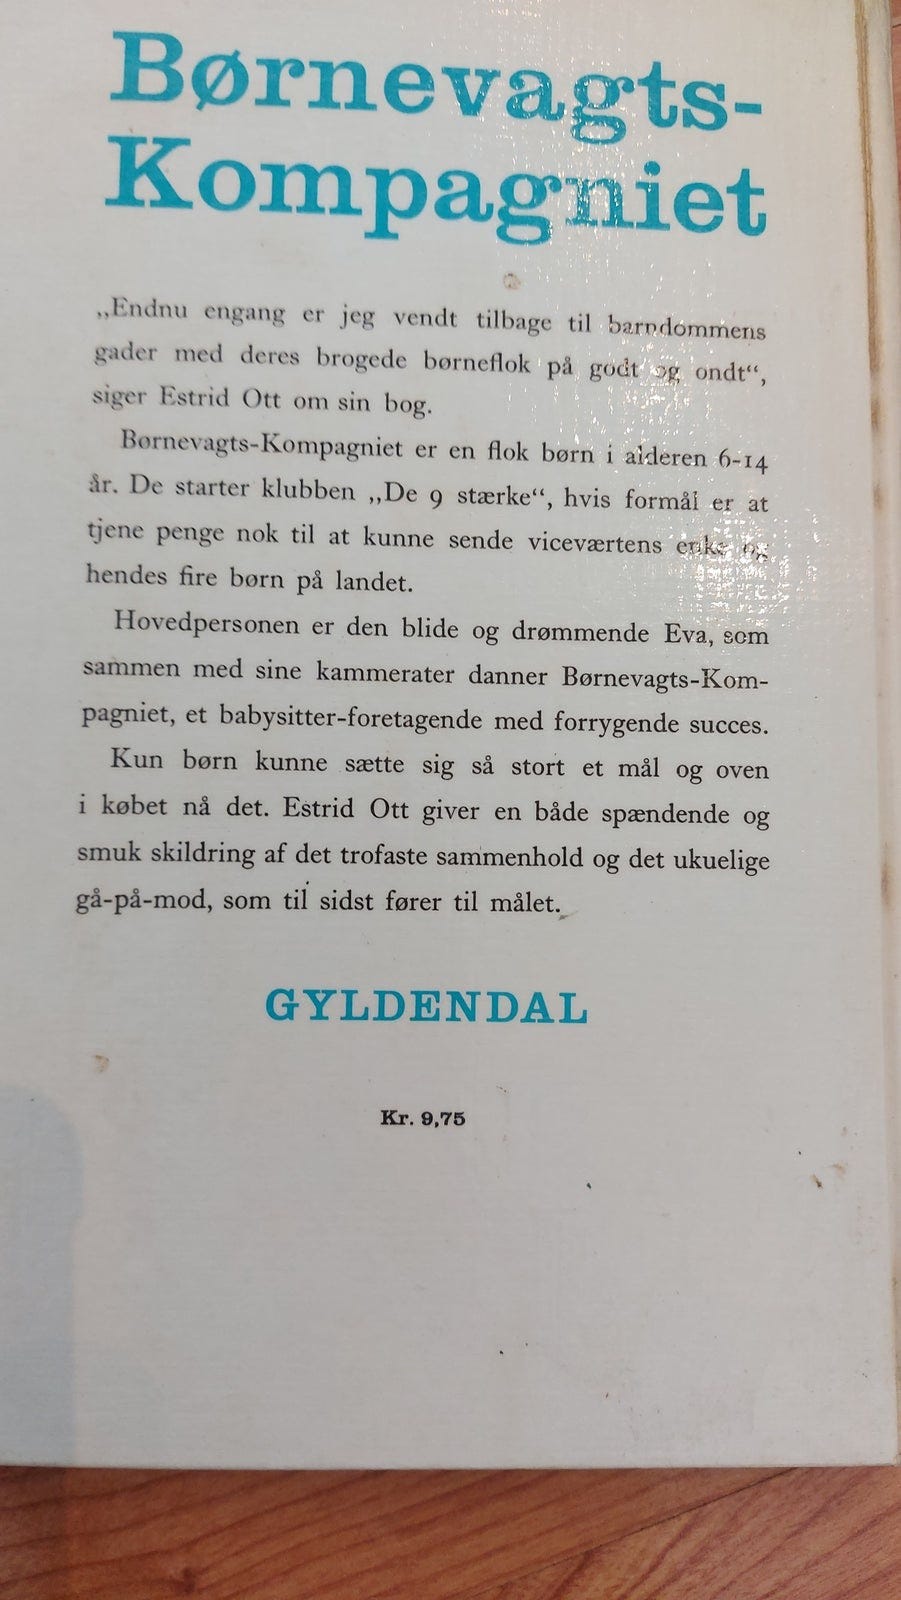 Børnevagts-
Kompagniet
„Endnu engang er jeg vendt tilbage til barndommens
gader med deres brogede børneflok på godt og ondt“,
siger Estrid Ott om sin bog.
Børnevagts-Kompagniet er en flok børn i alderen 6-14
år. De starter klubben „De 9 stærke“, hvis formål er at
tjene penge nok til at kunne sende viceværtens enke og
hendes fire børn på landet.
Hovedpersonen er den blide og drømmende Eva, som
sammen med sine kammerater danner Børnevagts-Kom-
pagniet, et babysitter-foretagende med forrygende succes.
Kun børn kunne sætte sig så stort et mål og oven
i købet nå det. Estrid Ott giver en både spændende og
smuk skildring af det trofaste sammenhold og det ukuelige
gå-på-mod, som til sidst fører til målet.
GYLDENDAL
Kr. 9,75